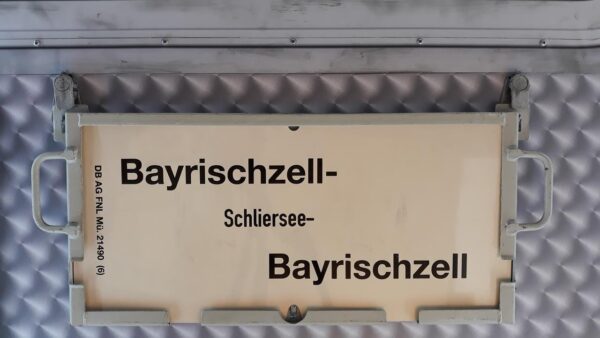 Bayrischzell-
Schliersee-
Bayrischzell
DB AG FNL Mü. 21490 (6)